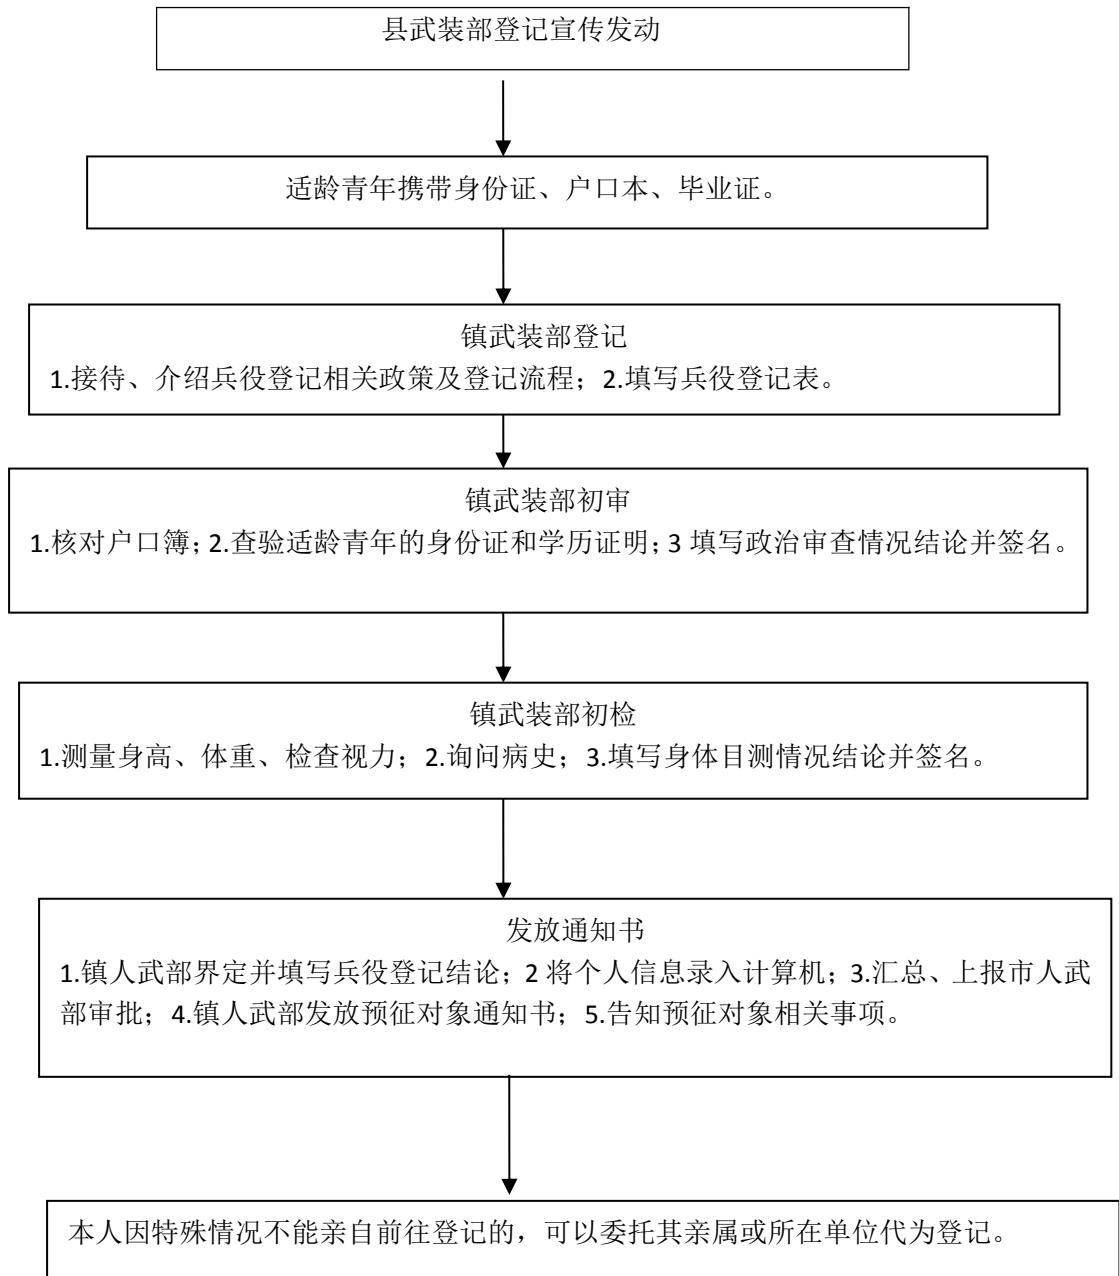 县武装部登记宣传发动
适龄青年携带身份证、户口本、毕业证。
镇武装部登记
1.接待、介绍兵役登记相关政策及登记流程；2.填写兵役登记表。
镇武装部初审
1.核对户口簿；2.查验适龄青年的身份证和学历证明；3 填写政治审查情况结论并签名。
镇武装部初检
1.测量身高、体重、检查视力；2.询问病史；3.填写身体目测情况结论并签名。
发放通知书
1.镇人武部界定并填写兵役登记结论；2 将个人信息录入计算机；3.汇总、上报市人武
部审批；4.镇人武部发放预征对象通知书；5.告知预征对象相关事项。
本人因特殊情况不能亲自前往登记的，可以委托其亲属或所在单位代为登记。